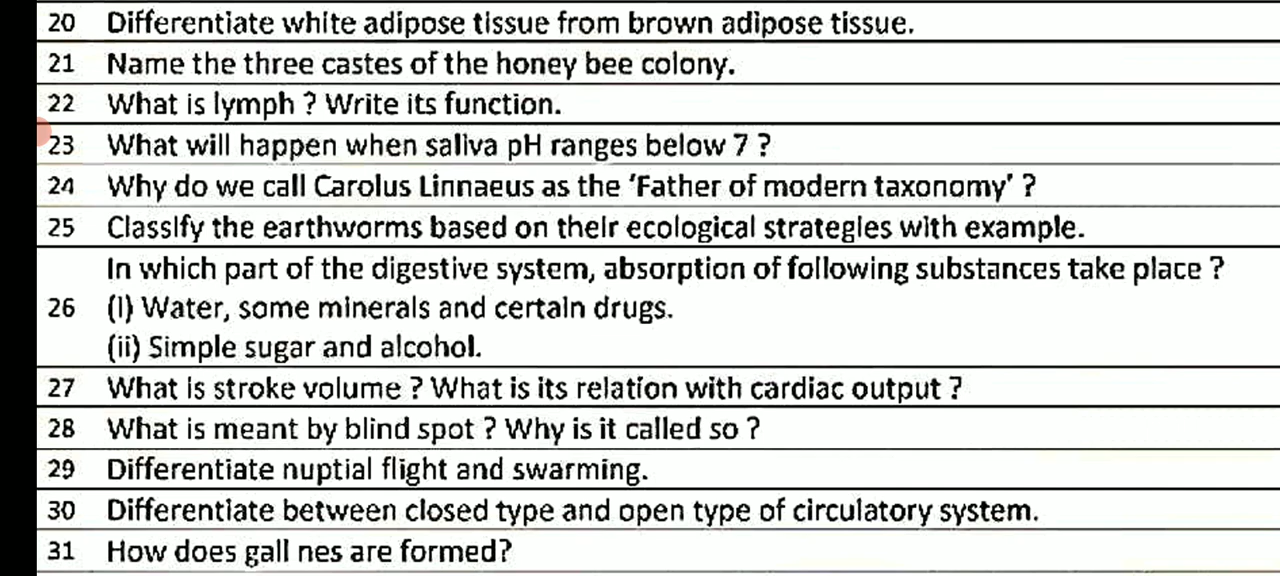 20 Differentiate white adipose tissue from brown adipose tissue.
21 Name the three castes of the honey bee colony.
22 What is lymph ? Write its function.
23 What will happen when saliva pH ranges below 7 ?
24 Why do we call Carolus Linnaeus as the ‘Father of modern taxonomy’ ?
25 Classify the earthworms based on their ecological strategies with example.
In which part of the digestive system, absorption of following substances take place ?
26 (i) Water, some minerals and certain drugs.
(ii) Simple sugar and alcohol.
27 What is stroke volume ? What is its relation with cardiac output ?
28 What is meant by blind spot ? Why is it called so ?
29 Differentiate nuptial flight and swarming.
30 Differentiate between closed type and open type of circulatory system.
31 How does gall nes are formed?